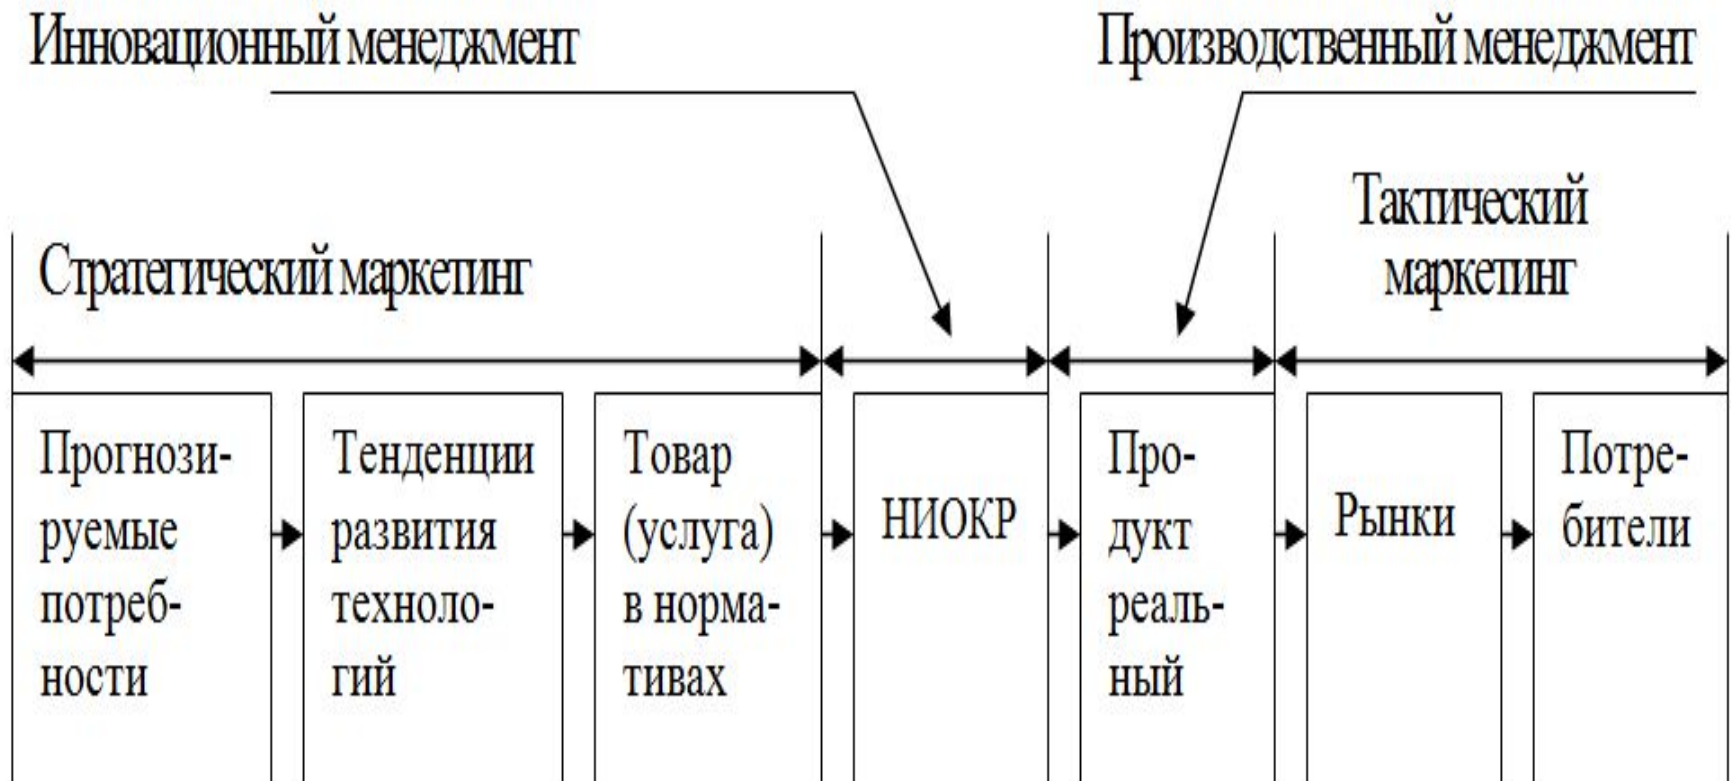 Инновационный менеджмент
Производственный менеджмент
Стратегический маркетинг
Тактический
маркетинг
Прогнози-
руемые
потреб-
ности
Тенденции
развития
техноло-
гий
Товар
(услуга)
в норма-
тивах
НИОКР
Про-
дукт
реаль-
ный
Рынки
Потре-
бители